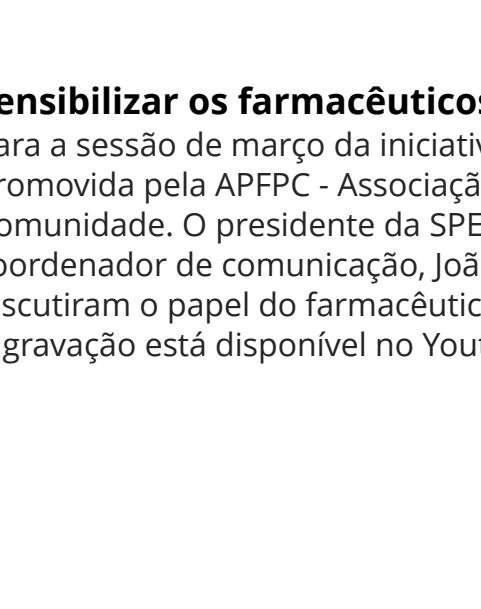 ensibilizar os farmacêuticos
ara a sessão de março da iniciativ
romovida pela APFPC - Associaçã
omunidade. O presidente da SPE
oordenador de comunicação, Joã
scutiram o papel do farmacêutic
gravação está disponível no Yout